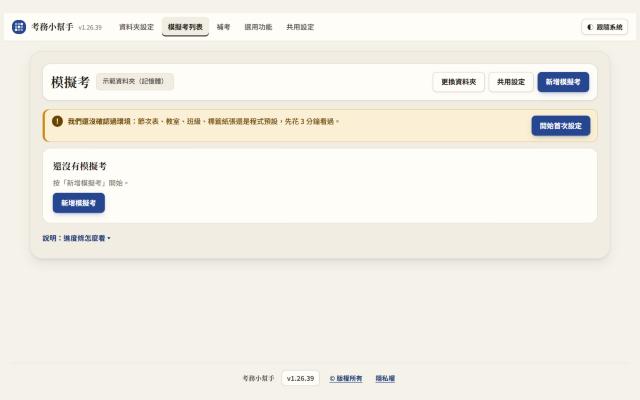 考務小幫手 v1.26.39 資料夾設定 模擬考列表 補考 選用功能 共用設定 跟隨系統
模擬考 示範資料夾（記憶體） 更換資料夾 共用設定 新增模擬考
我們還沒確認過環境：節次表、教室、班級、標籤紙張還是程式預設，先花 3 分鐘看過。 開始首次設定
還沒有模擬考
按「新增模擬考」開始。
新增模擬考
說明：進度條怎麼看
考務小幫手 v1.26.39 © 版權所有 隱私權